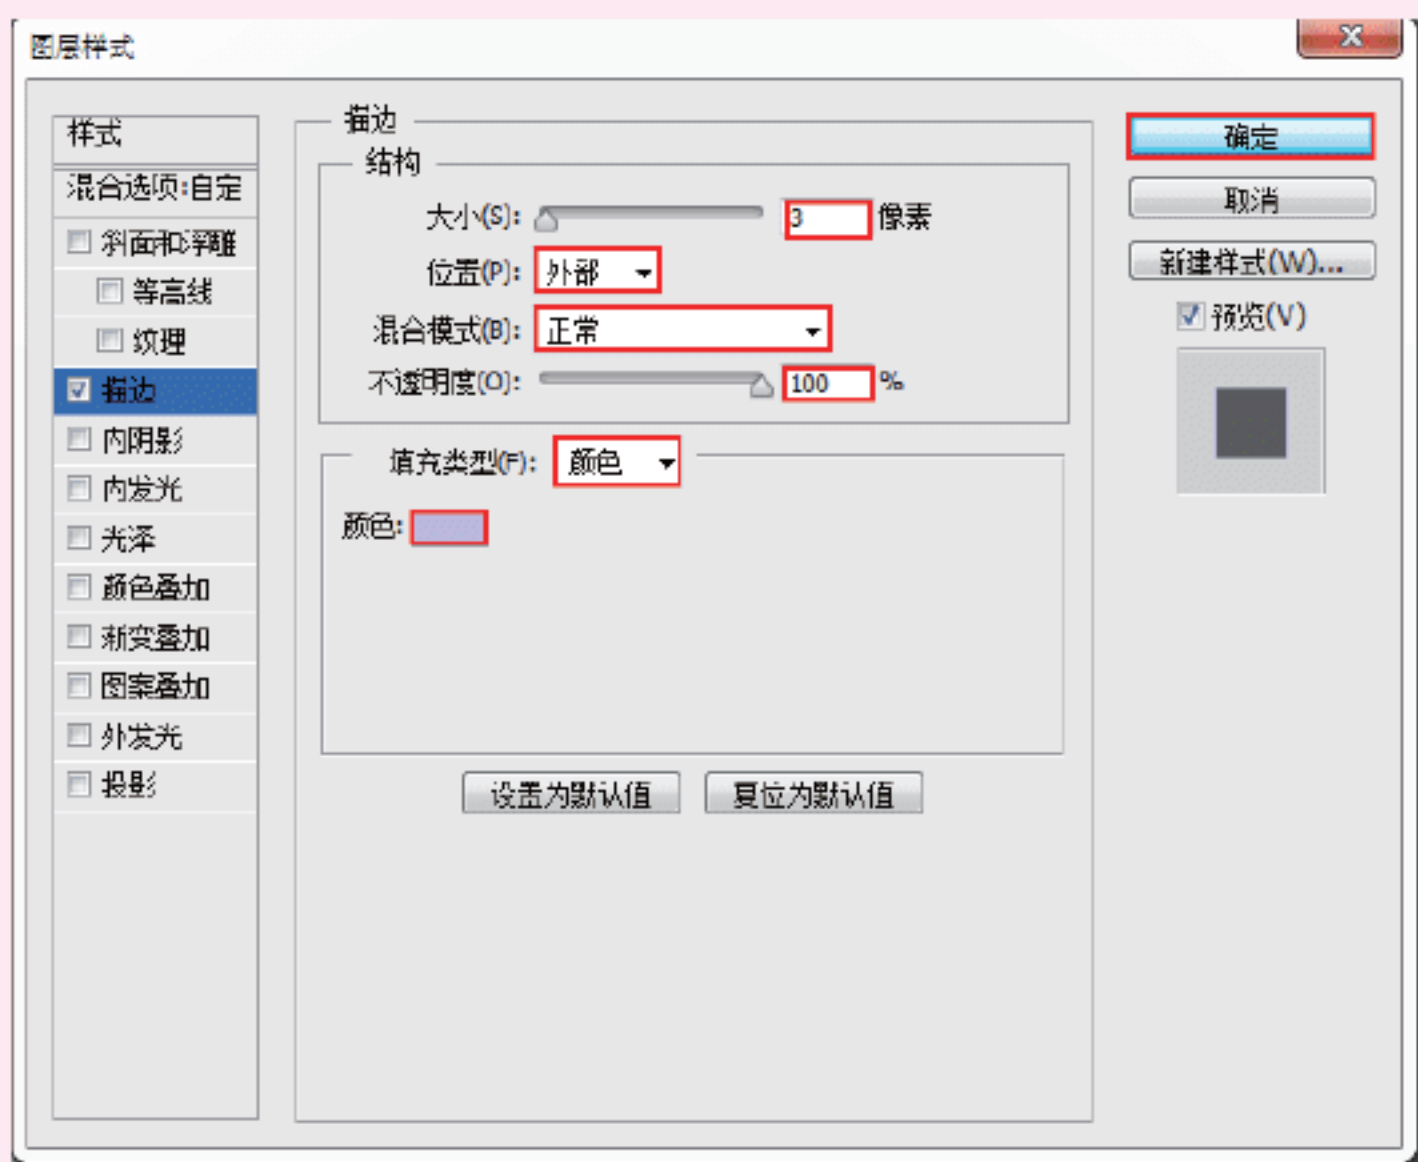 图层样式
样式
混合选项:自定
斜面和浮雕
等高线
纹理
描边
内阴影
内发光
光泽
颜色叠加
渐变叠加
图案叠加
外发光
投影
描边
结构
大小(S): 3 像素
位置(P): 外部
混合模式(B): 正常
不透明度(O): 100 %
填充类型(F): 颜色
颜色:
设置为默认值 复位为默认值
确定
取消
新建样式(W)...
预览(V)